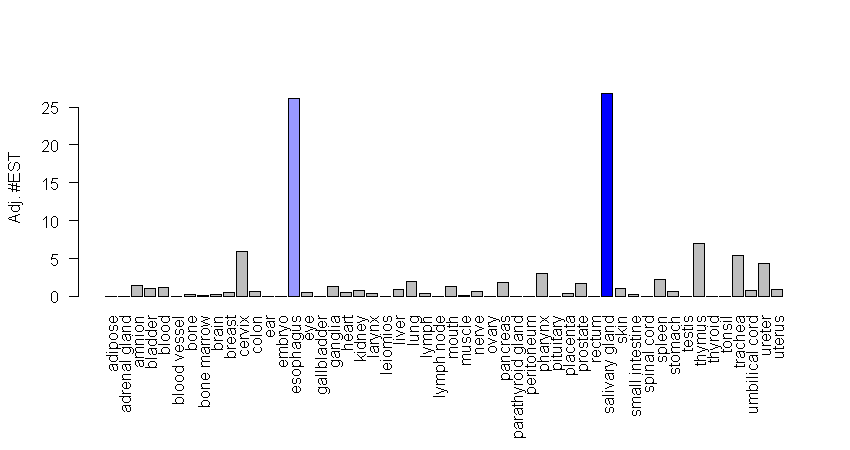 Adj. #EST
25
20
15
10
5
0
adipose
adrenal gland
amnion
bladder
blood
blood vessel
bone
bone marrow
brain
breast
cervix
colon
ear
embryo
esophagus
eye
gallbladder
ganglia
heart
kidney
larynx
leiomios
liver
lung
lymph
lymph node
mouth
muscle
nerve
ovary
pancreas
parathyroid gland
peritoneum
pharynx
pituitary
placenta
prostate
rectum
salivary gland
skin
small intestine
spinal cord
spleen
stomach
testis
thymus
thyroid
tonsil
trachea
umbilical cord
ureter
uterus